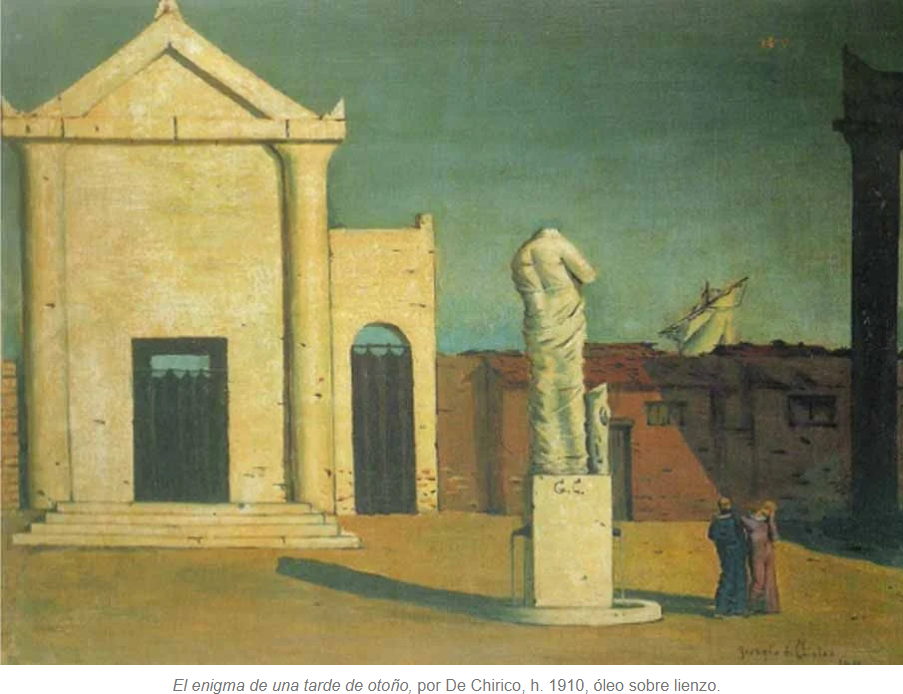 G.C.
El enigma de una tarde de otoño, por De Chirico, h. 1910, óleo sobre lienzo.